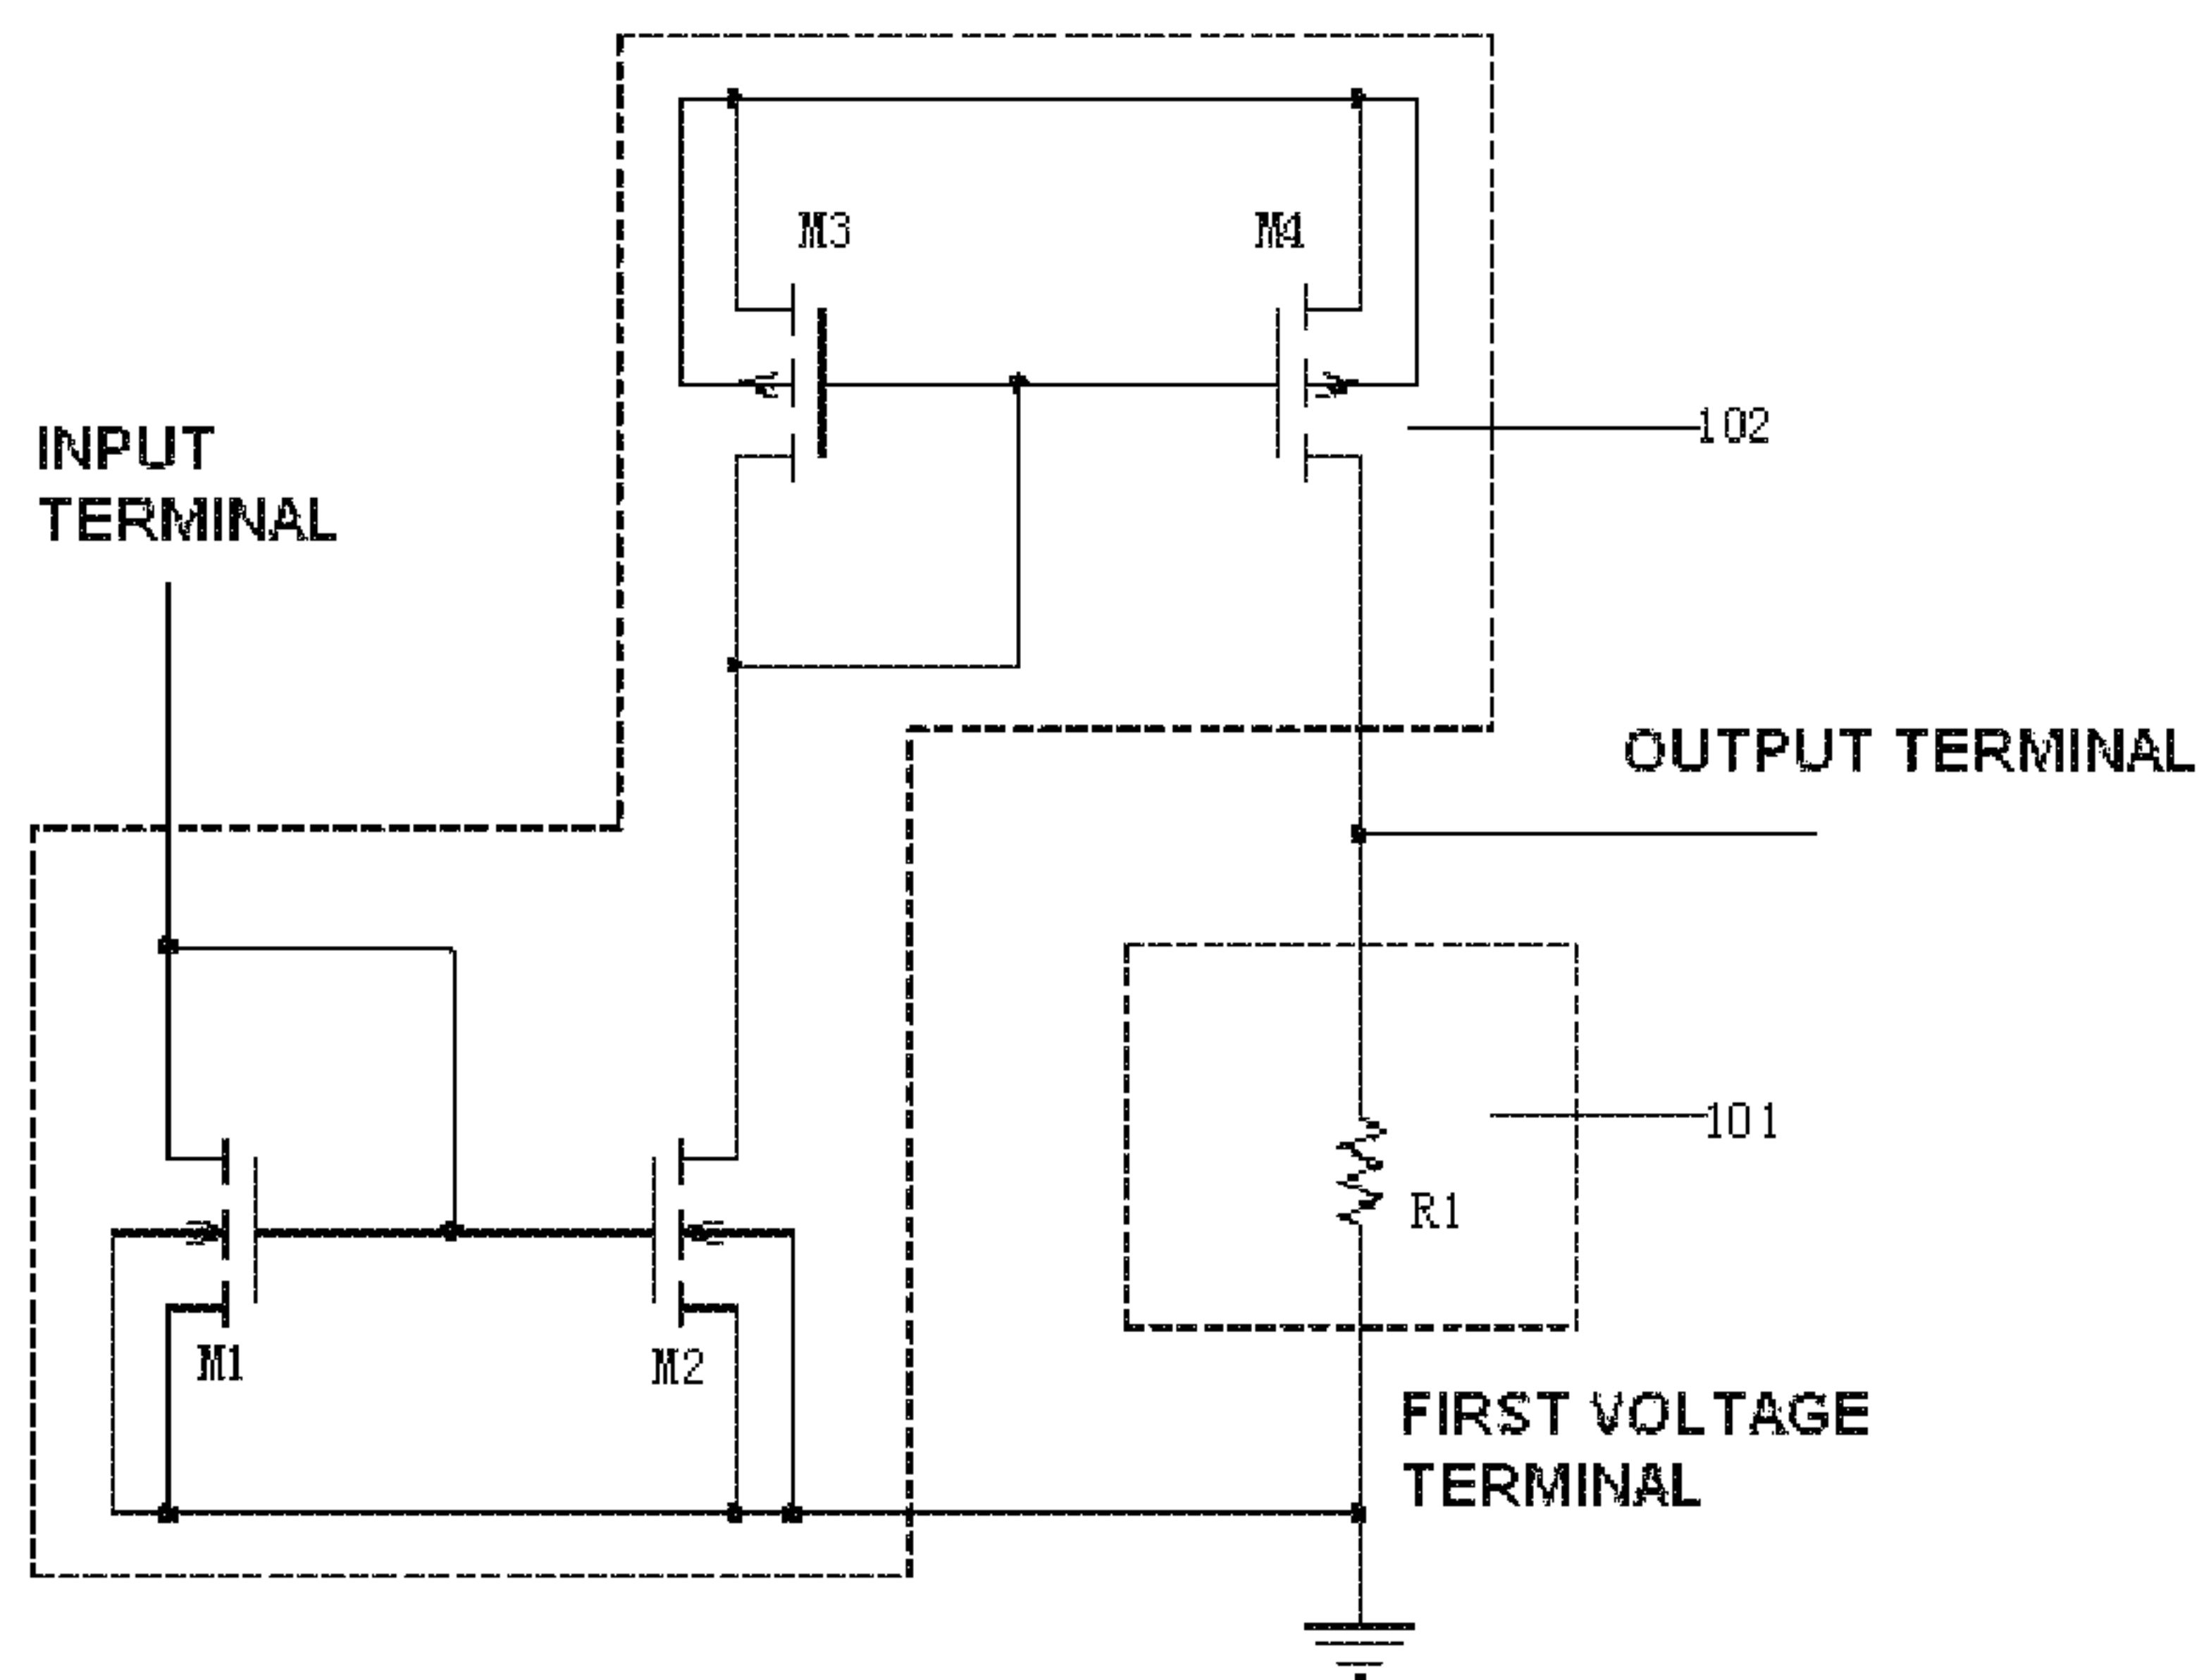 M3
M4
102
INPUT
TERMINAL
OUTPUT TERMINAL
101
R1
M1
M2
FIRST VOLTAGE
TERMINAL